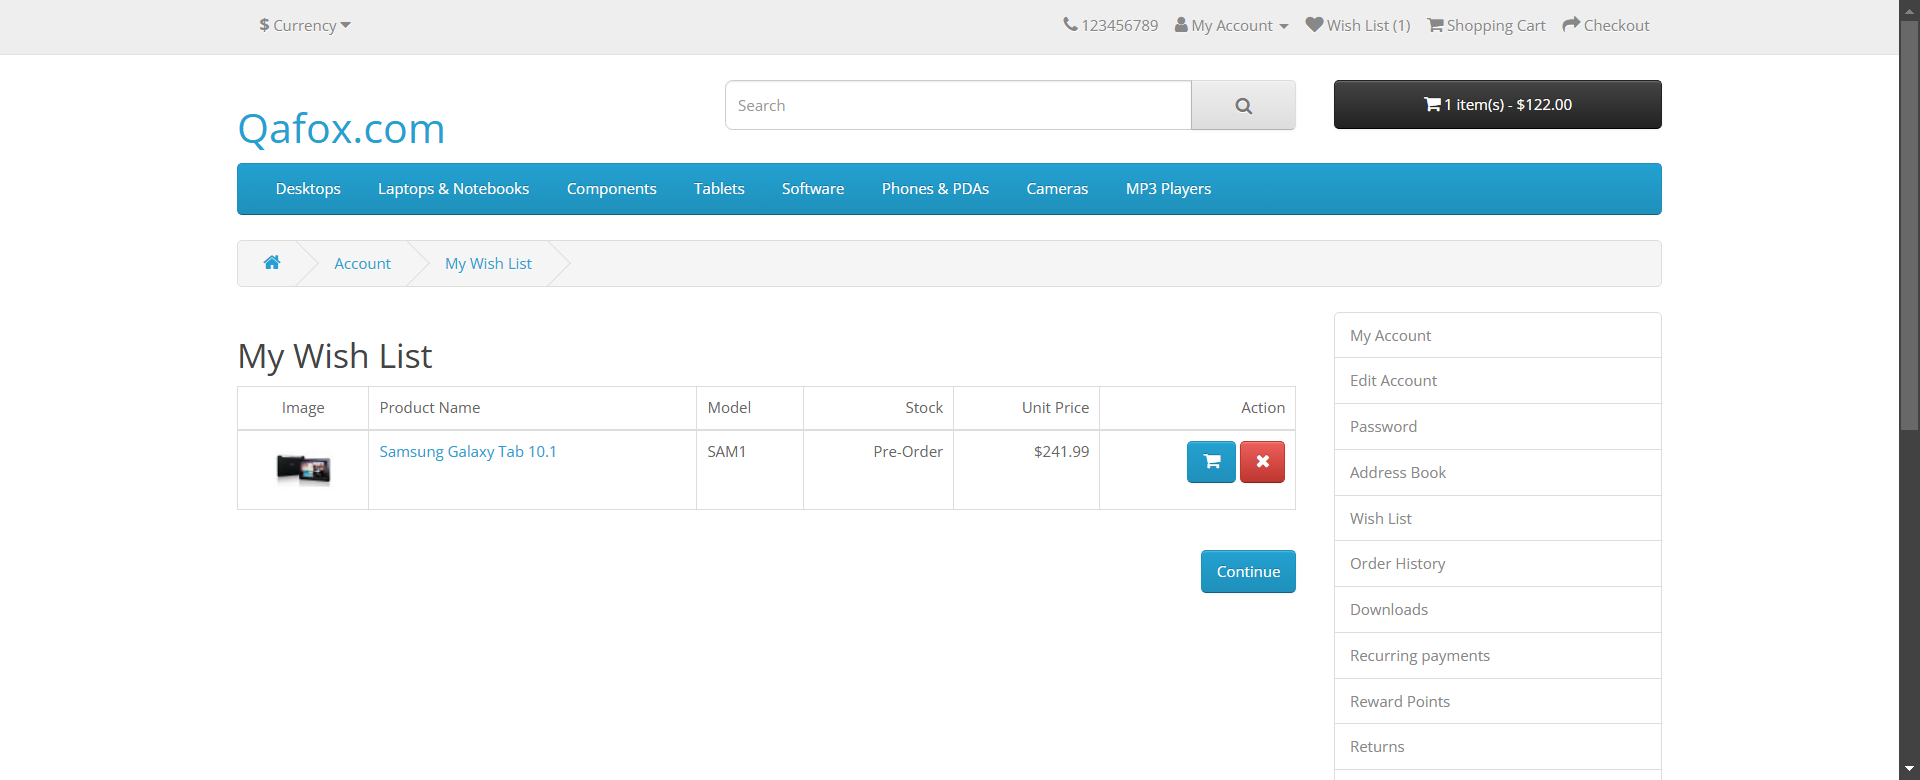 $ Currency
123456789 My Account Wish List (1) Shopping Cart Checkout
Qafox.com
Search
1 item(s) - $122.00
Desktops Laptops & Notebooks Components Tablets Software Phones & PDAs Cameras MP3 Players
Account My Wish List
My Wish List
Image Product Name Model Stock Unit Price Action
Samsung Galaxy Tab 10.1 SAM1 Pre-Order $241.99
Continue
My Account
Edit Account
Password
Address Book
Wish List
Order History
Downloads
Recurring payments
Reward Points
Returns